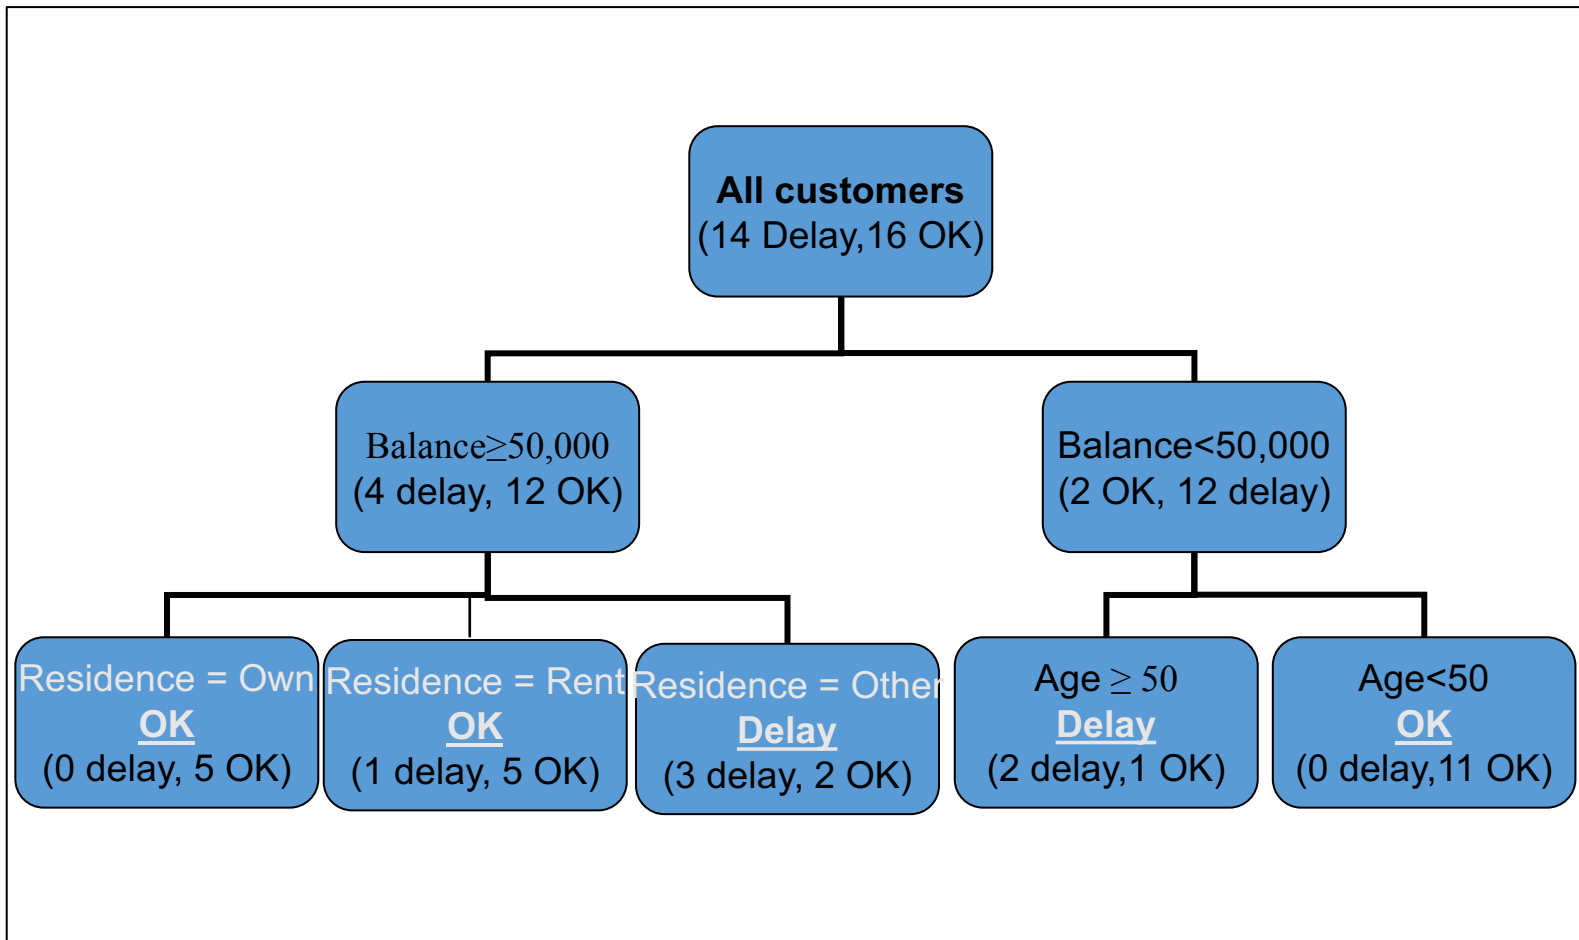 All customers
(14 Delay,16 OK)
Balance≥50,000
(4 delay, 12 OK)
Balance<50,000
(2 OK, 12 delay)
Residence = Own
OK
(0 delay, 5 OK)
Residence = Rent
OK
(1 delay, 5 OK)
Residence = Other
Delay
(3 delay, 2 OK)
Age ≥ 50
Delay
(2 delay,1 OK)
Age<50
OK
(0 delay,11 OK)